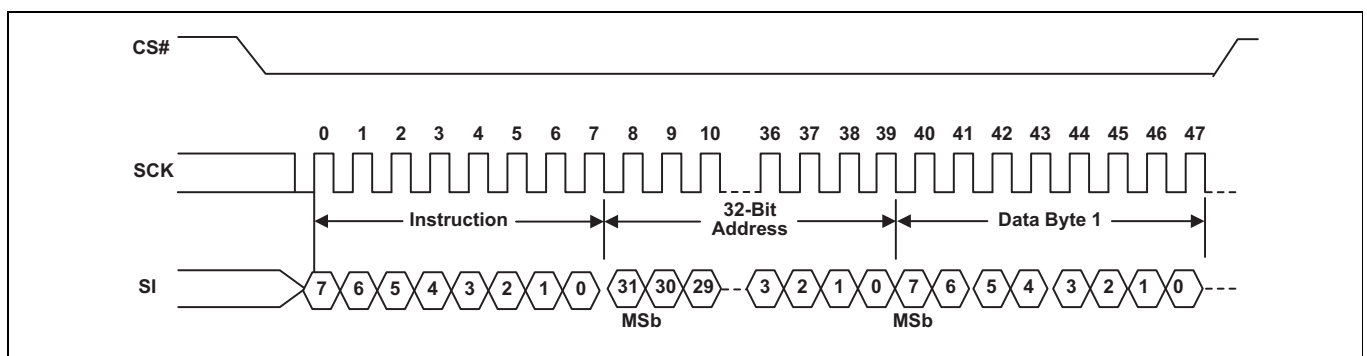 CS#
0 1 2 3 4 5 6 7 8 9 10 36 37 38 39 40 41 42 43 44 45 46 47
SCK
Instruction 32-Bit Address Data Byte 1
SI 7 6 5 4 3 2 1 0 31 30 29 3 2 1 0 7 6 5 4 3 2 1 0
MSb MSb